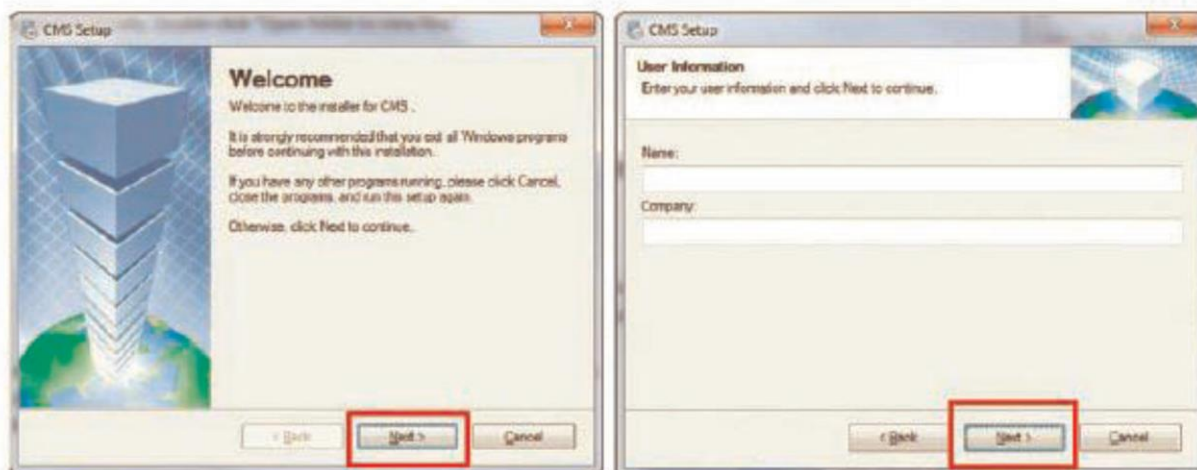 CMS Setup
Welcome
Welcome to the installer for CMS .
It is strongly recommended that you exit all Windows programs
before continuing with this installation.
If you have any other programs running, please click Cancel,
close the programs, and run this setup again.
Otherwise, click Next to continue.
< Back
Next >
Cancel
CMS Setup
User Information
Enter your user information and click Next to continue.
Name:
Company:
< Back
Next >
Cancel